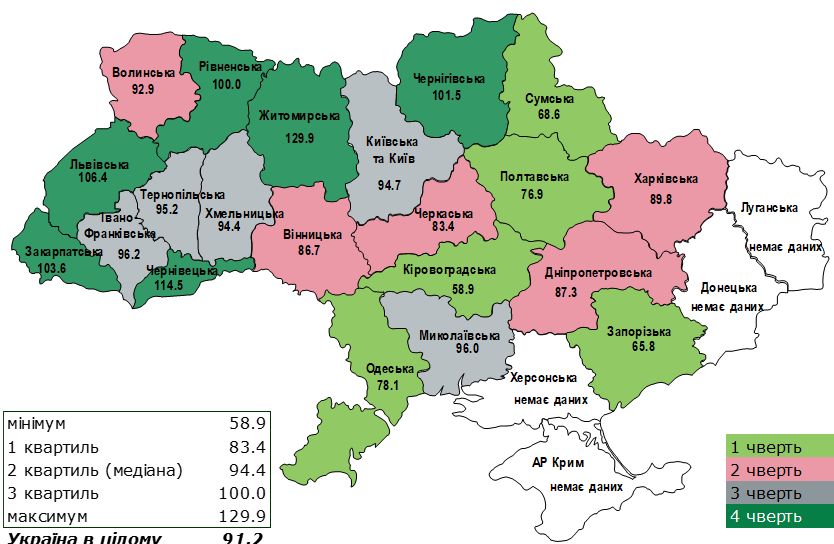 Волинська
92.9
Рівненська
100.0
Житомирська
129.9
Київська
та Київ
94.7
Чернігівська
101.5
Сумська
68.6
Львівська
106.4
Тернопільська
95.2
Хмельницька
94.4
Івано
Франківська
96.2
Закарпатська
103.6
Чернівецька
114.5
Вінницька
86.7
Черкаська
83.4
Полтавська
76.9
Харківська
89.8
Луганська
немає даних
Кіровоградська
58.9
Дніпропетровська
87.3
Донецька
немає даних
Миколаївська
96.0
Запорізька
65.8
Одеська
78.1
Херсонська
немає даних
АР Крим
немає даних
мінімум 58.9
1 квартиль 83.4
2 квартиль (медіана) 94.4
3 квартиль 100.0
максимум 129.9
Україна в цілому 91.2
1 чверть
2 чверть
3 чверть
4 чверть